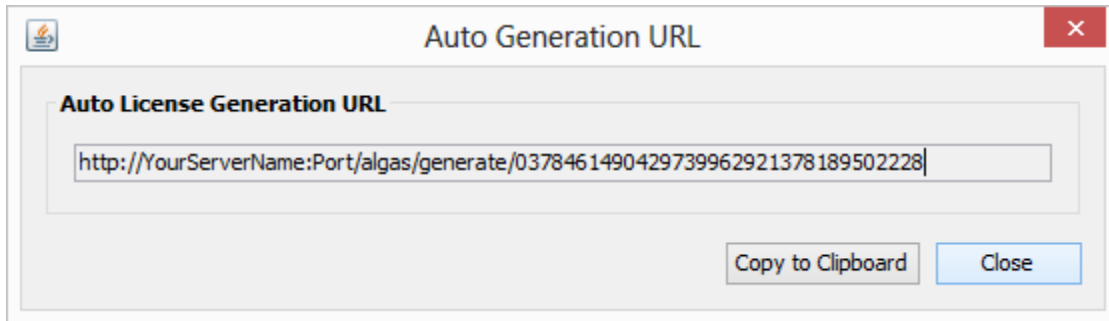 Auto Generation URL
Auto License Generation URL
http://YourServerName:Port/algas/generate/03784614904297399629213781895​02228
Copy to Clipboard
Close